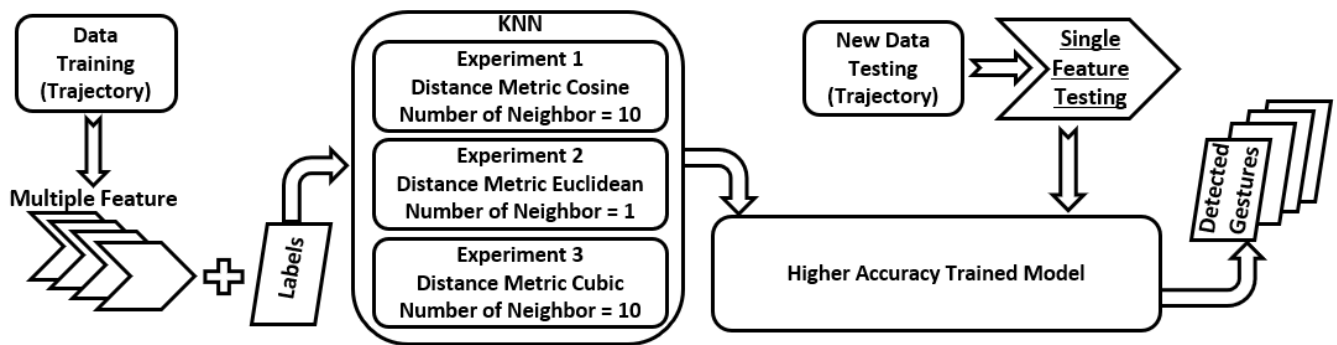 Data
Training
(Trajectory)
Multiple Feature
Labels
KNN
Experiment 1
Distance Metric Cosine
Number of Neighbor = 10
Experiment 2
Distance Metric Euclidean
Number of Neighbor = 1
Experiment 3
Distance Metric Cubic
Number of Neighbor = 10
New Data
Testing
(Trajectory)
Single
Feature
Testing
Higher Accuracy Trained Model
Detected
Gestures